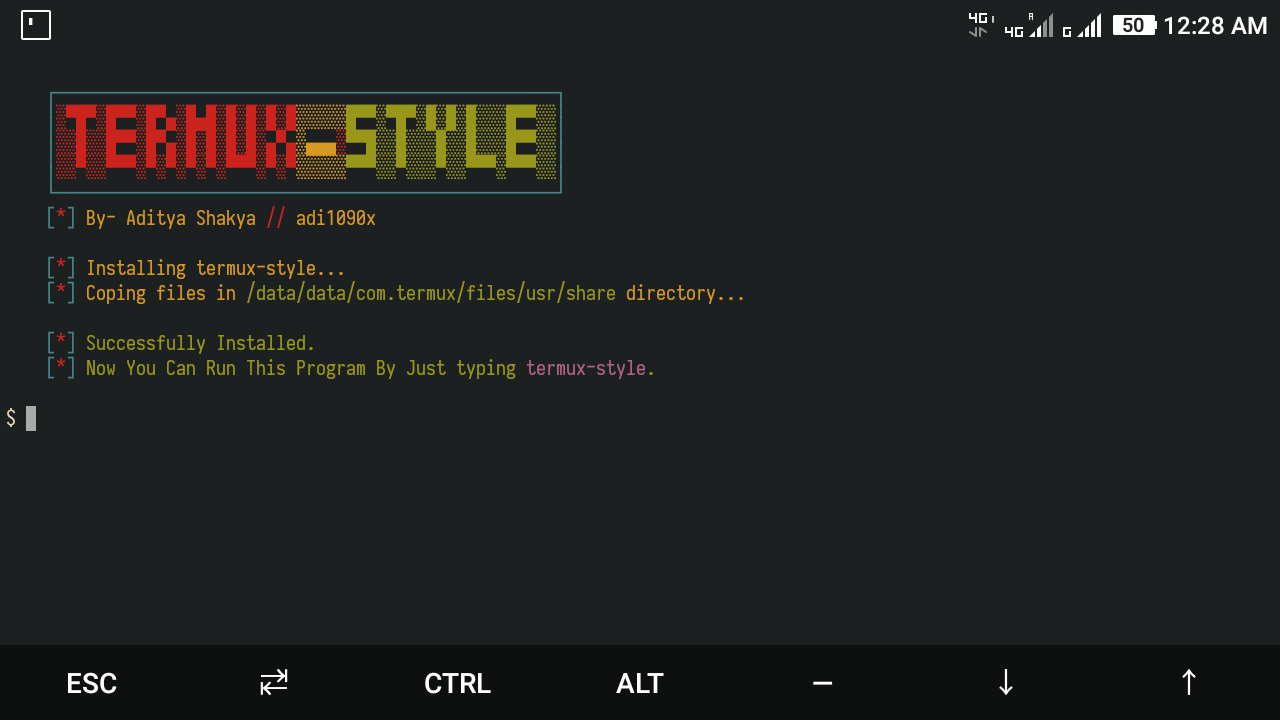 4G 4G R G 50 12:28 AM
TERMUX-STYLE
[*] By- Aditya Shakya // adi1090x
[*] Installing termux-style...
[*] Coping files in /data/data/com.termux/files/usr/share directory...
[*] Successfully Installed.
[*] Now You Can Run This Program By Just typing termux-style.
$
ESC ⇄ CTRL ALT — ↓ ↑